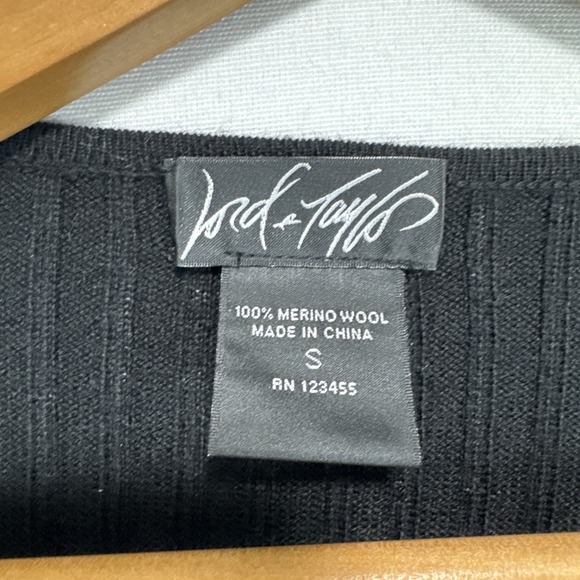 Lord & Taylor
100% MERINO WOOL
MADE IN CHINA
S
RN 123455